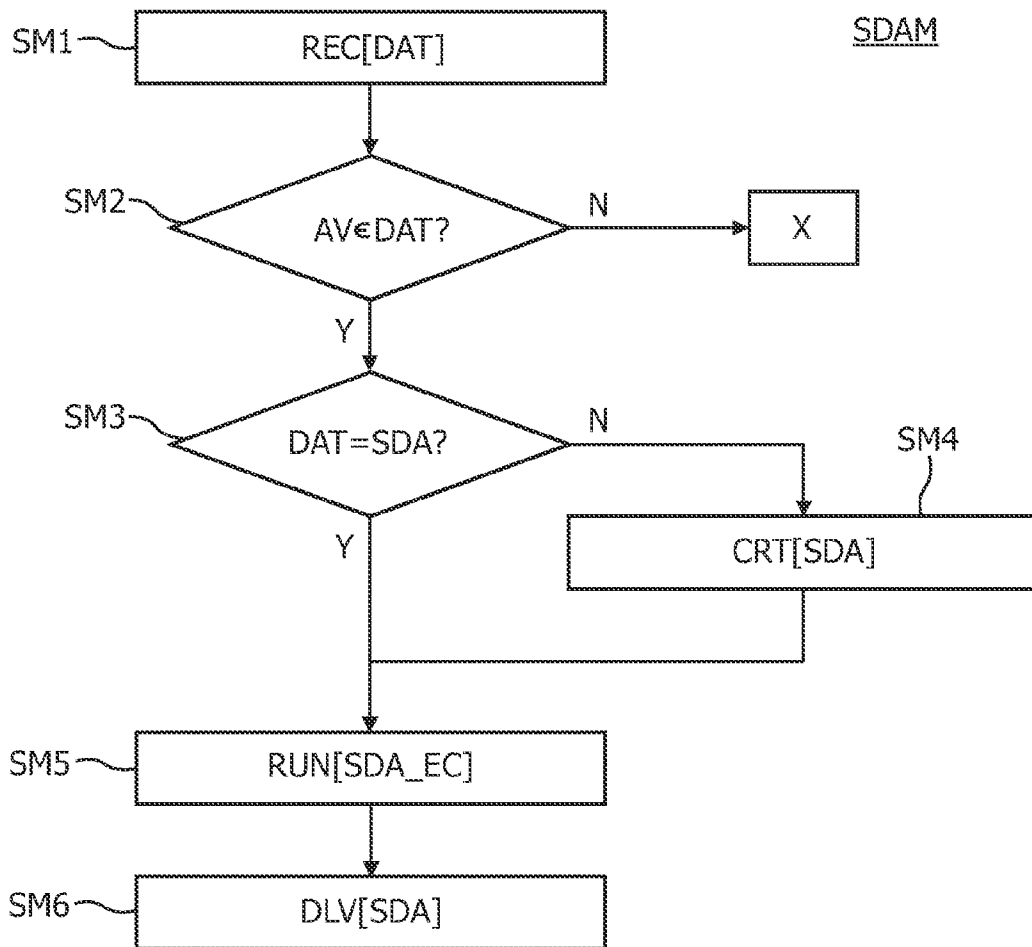 SDAM
SM1
REC[DAT]
SM2
AV∈DAT?
N
X
Y
SM3
DAT=SDA?
N
SM4
CRT[SDA]
Y
SM5
RUN[SDA_EC]
SM6
DLV[SDA]